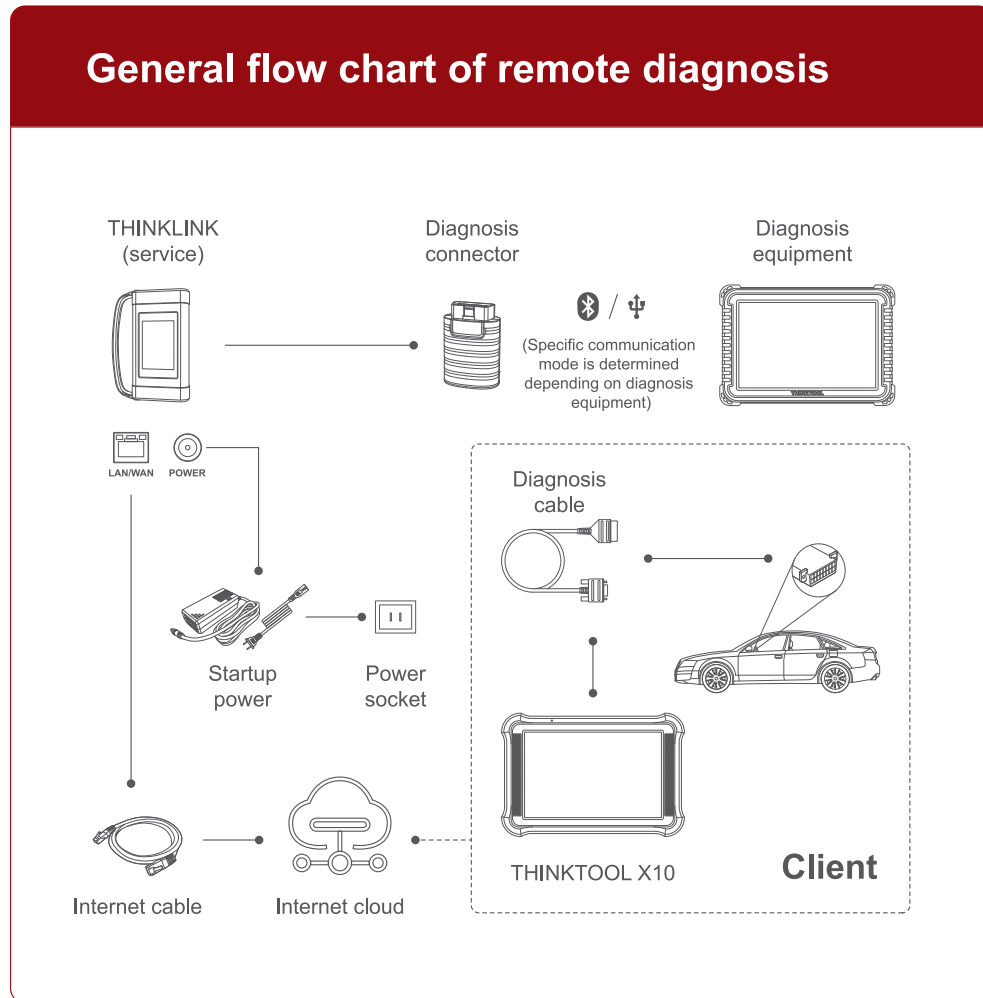 General flow chart of remote diagnosis
THINKLINK
(service)
Diagnosis
connector
Diagnosis
equipment
/
(Specific communication
mode is determined
depending on diagnosis
equipment)
THINKTOOL
LAN/WAN
POWER
Diagnosis
cable
Startup
power
Power
socket
THINKTOOL X10
Client
Internet cable
Internet cloud